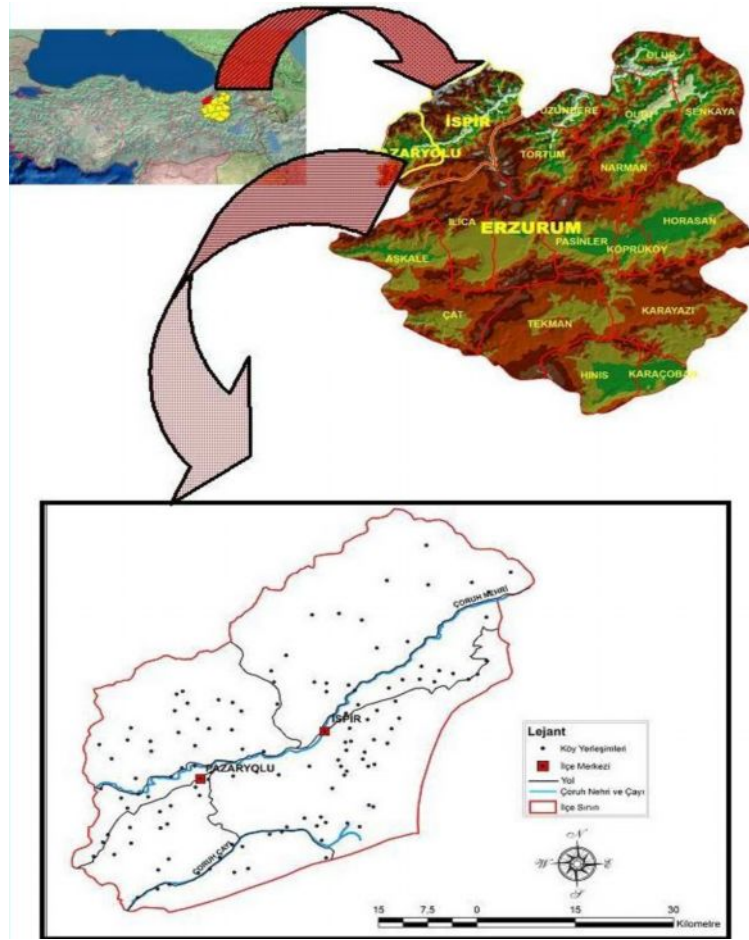 OLUR
İSPİR
UZUNDERE
OLTU
ŞENKAYA
PAZARYOLU
TORTUM
NARMAN
ILICA
ERZURUM
HORASAN
PASİNLER
KÖPRÜKÖY
AŞKALE
ÇAT
TEKMAN
KARAYAZI
HINIS
KARAÇOBAN
ÇORUH NEHRİ
İSPİR
PAZARYOLU
ÇORUH ÇAYI
Lejant
Köy Yerleşimleri
İlçe Merkezi
Yol
Çoruh Nehri ve Çayı
İlçe Sınırı
N
W
E
S
15 7.5 0 15 30
Kilometre